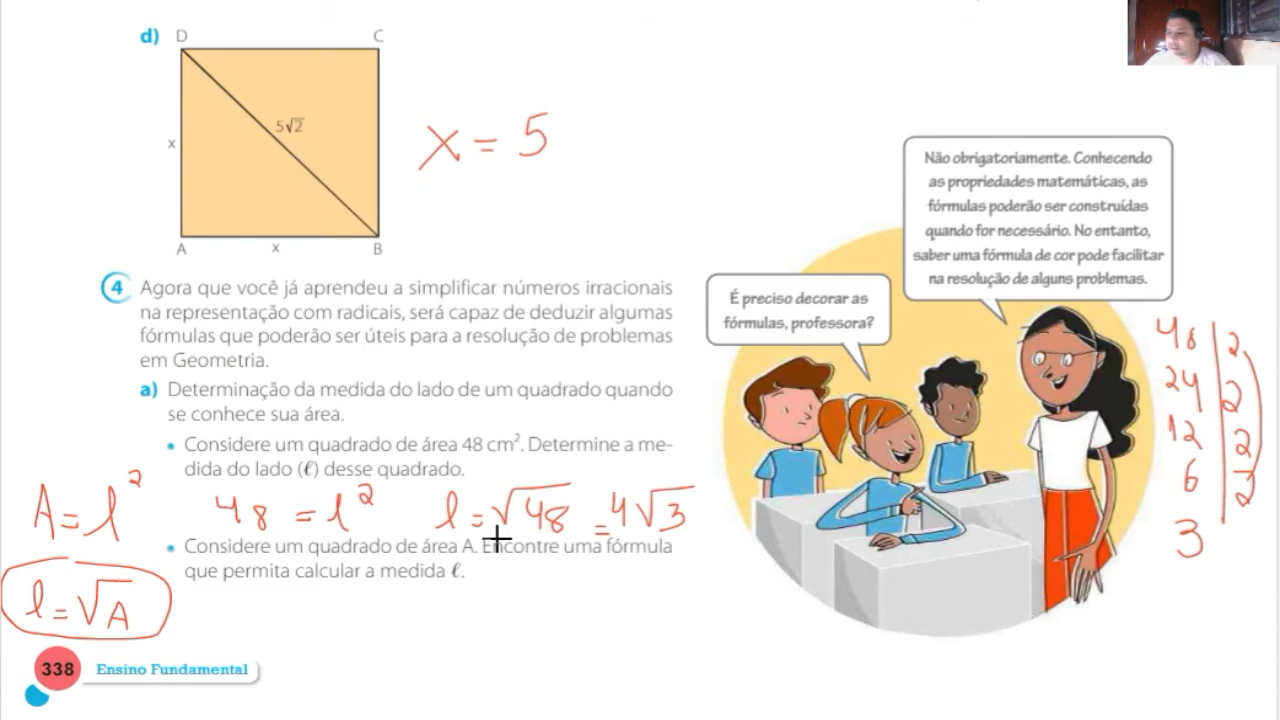 d) D C
5√2
x
A x B
x = 5
Não obrigatoriamente. Conhecendo
as propriedades matemáticas, as
fórmulas poderão ser construídas
quando for necessário. No entanto,
saber uma fórmula de cor pode facilitar
na resolução de alguns problemas.
É preciso decorar as
fórmulas, professora?
4 Agora que você já aprendeu a simplificar números irracionais
na representação com radicais, será capaz de deduzir algumas
fórmulas que poderão ser úteis para a resolução de problemas
em Geometria.
a) Determinação da medida do lado de um quadrado quando
se conhece sua área.
• Considere um quadrado de área 48 cm². Determine a me-
dida do lado (ℓ) desse quadrado.
A = l² 48 = l² l = √48 = 4√3
• Considere um quadrado de área A. Encontre uma fórmula
que permita calcular a medida ℓ.
l = √A
48 2
24 2
12 2
6 2
3
338 Ensino Fundamental